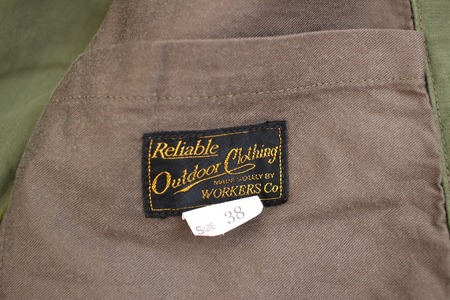 Reliable
Outdoor Clothing
MADE SOLELY BY
WORKERS Co
SIZE 38